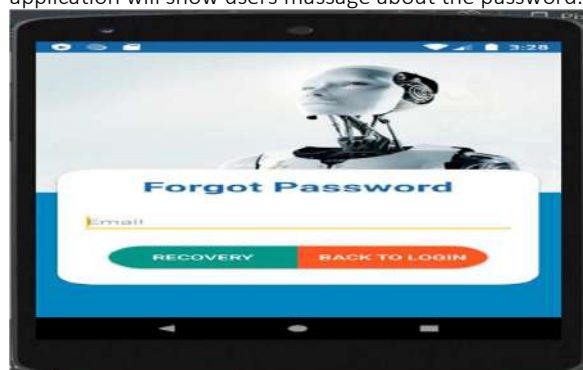 application will show users massage about the password.
3:28
Forgot Password
Email
RECOVERY
BACK TO LOGIN